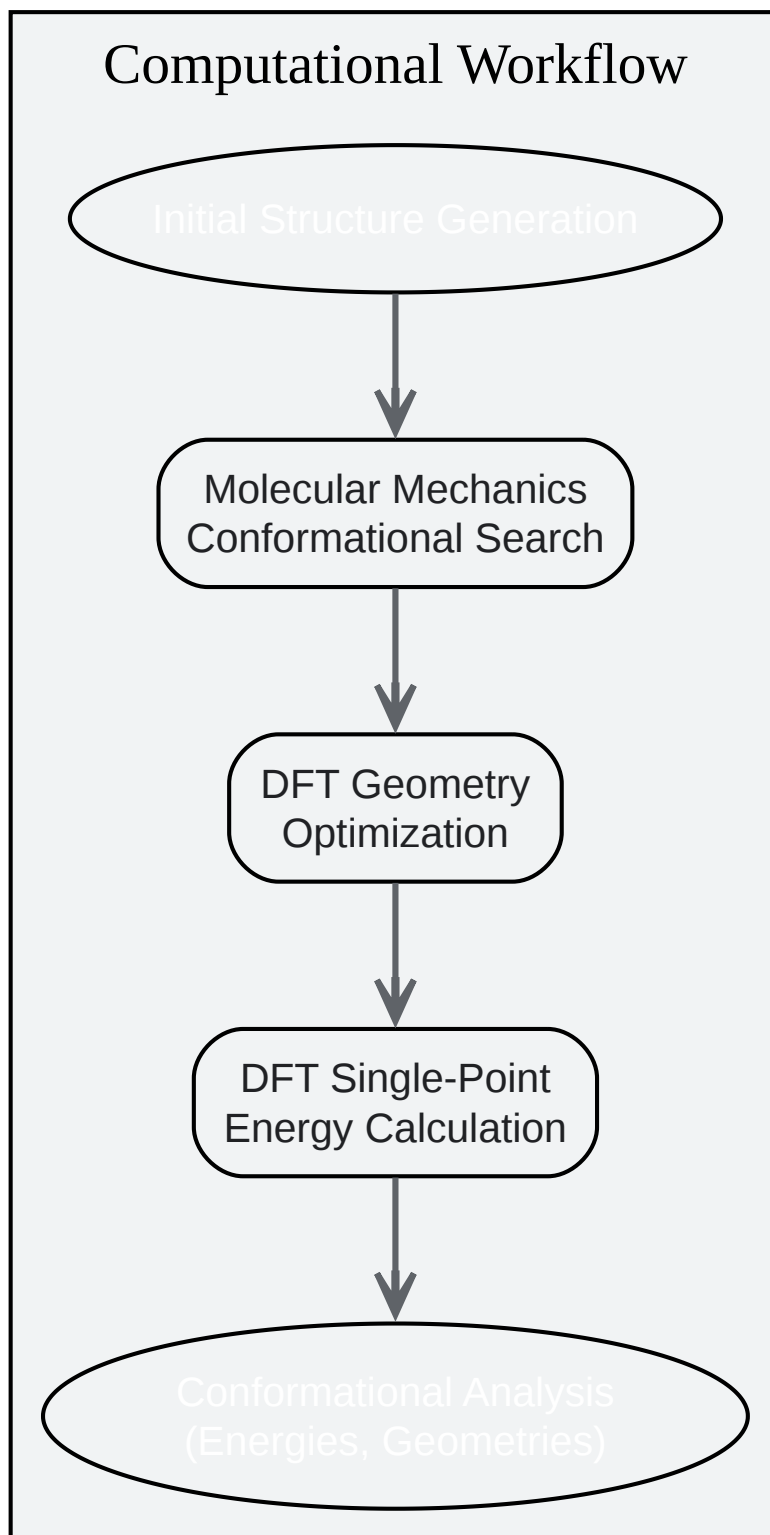 Computational Workflow
Initial Structure Generation
Molecular Mechanics
Conformational Search
DFT Geometry
Optimization
DFT Single-Point
Energy Calculation
Conformational Analysis
(Energies, Geometries)